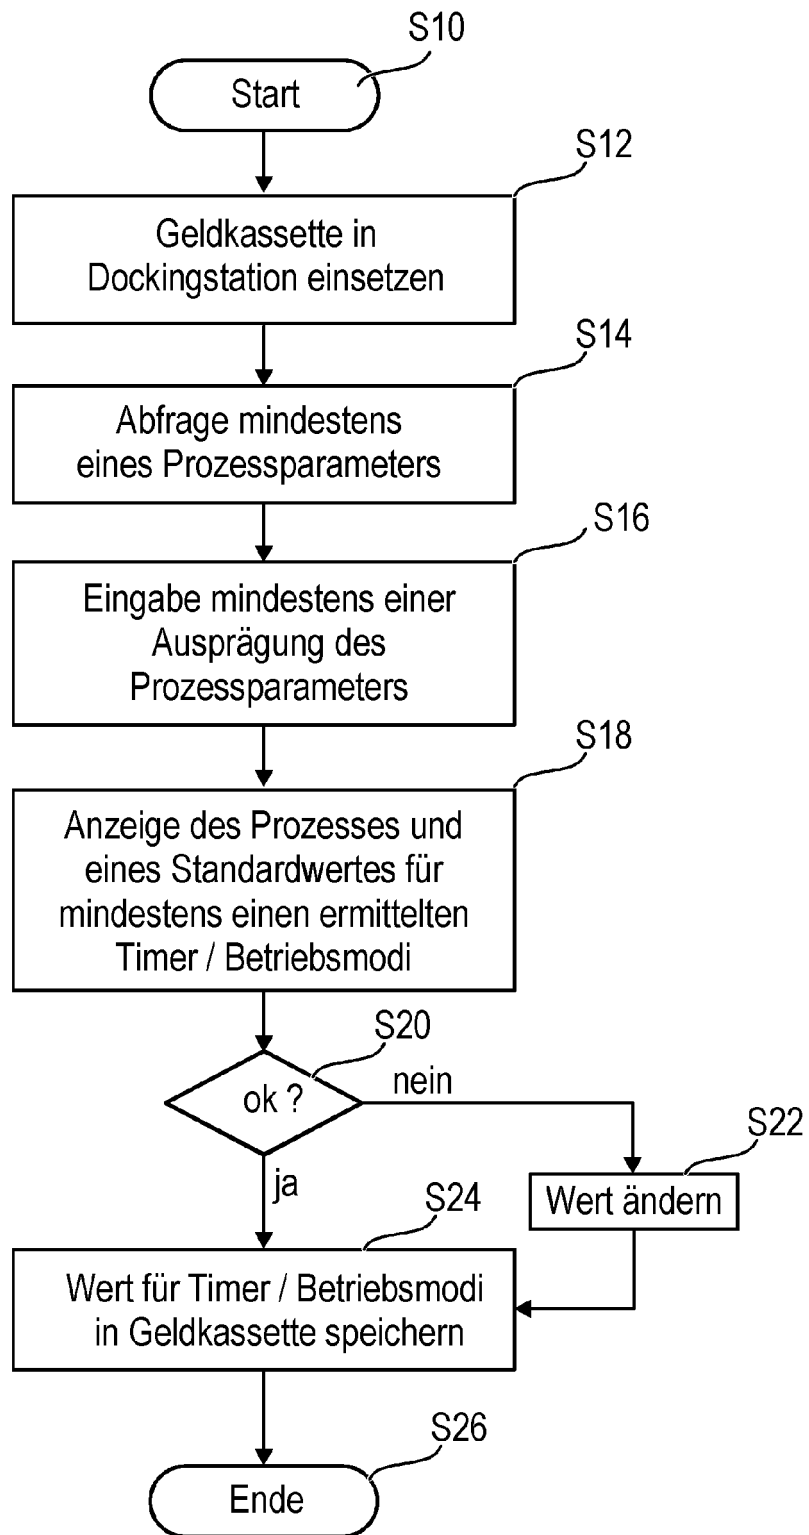 S10
Start
S12
Geldkassette in
Dockingstation einsetzen
S14
Abfrage mindestens
eines Prozessparameters
S16
Eingabe mindestens einer
Ausprägung des
Prozessparameters
S18
Anzeige des Prozesses und
eines Standardwertes für
mindestens einen ermittelten
Timer / Betriebsmodi
S20
ok ?
nein
S22
Wert ändern
ja
S24
Wert für Timer / Betriebsmodi
in Geldkassette speichern
S26
Ende